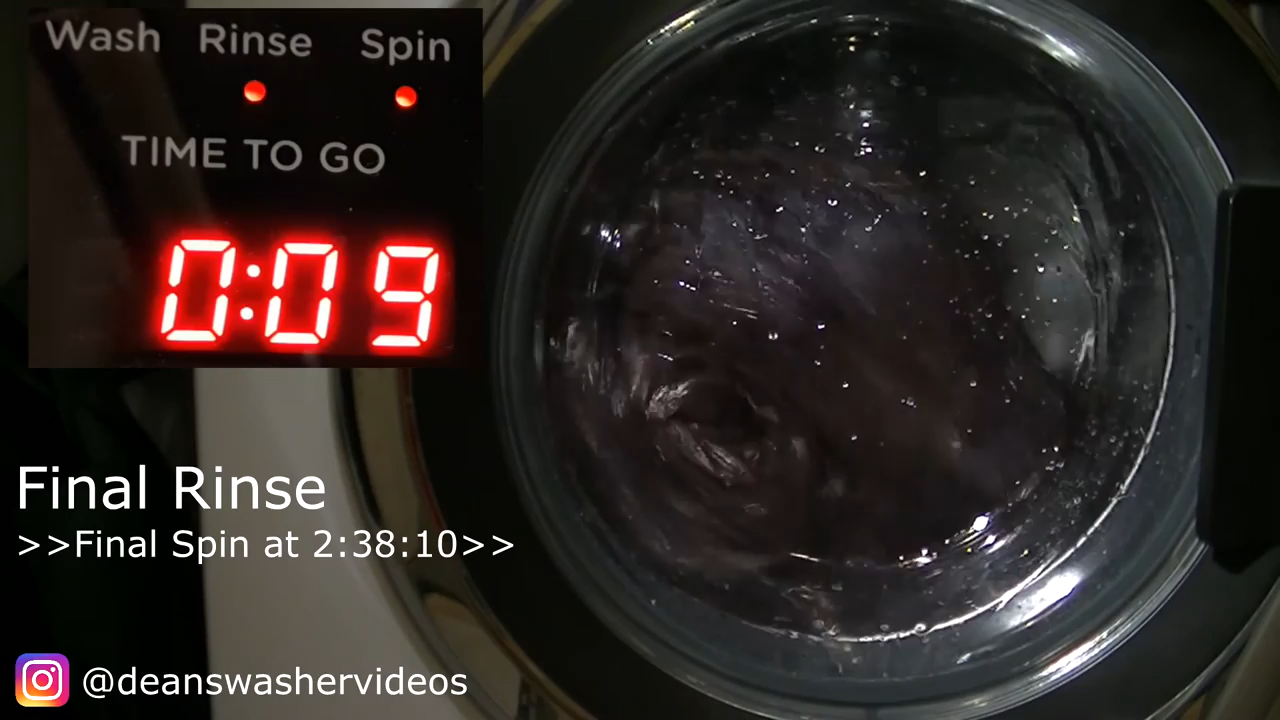 Wash Rinse Spin
TIME TO GO
0:09
Final Rinse
>>Final Spin at 2:38:10>>
@deanswashervideos